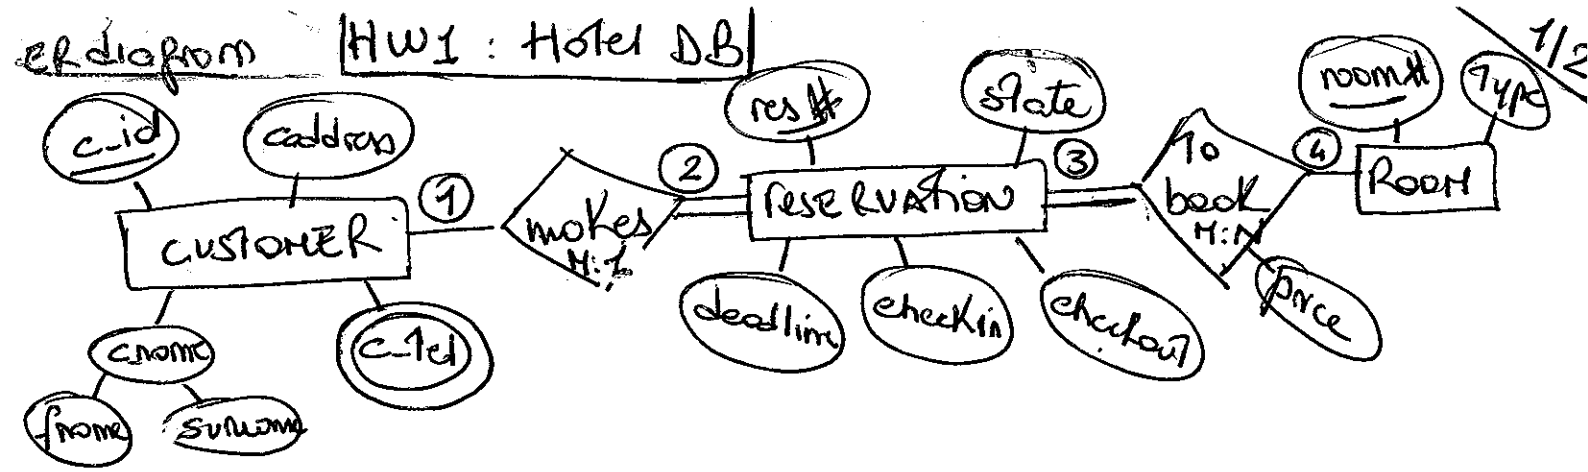 ER diagram
HW1 : Hotel DB
1/2
c_id
caddress
res#
state
room#
Type
CUSTOMER
1
makes
M:1
2
rESERVATION
3
To
book
M:N
4
ROOM
price
cname
c_Tel
deadline
checkin
checkout
fname
surname